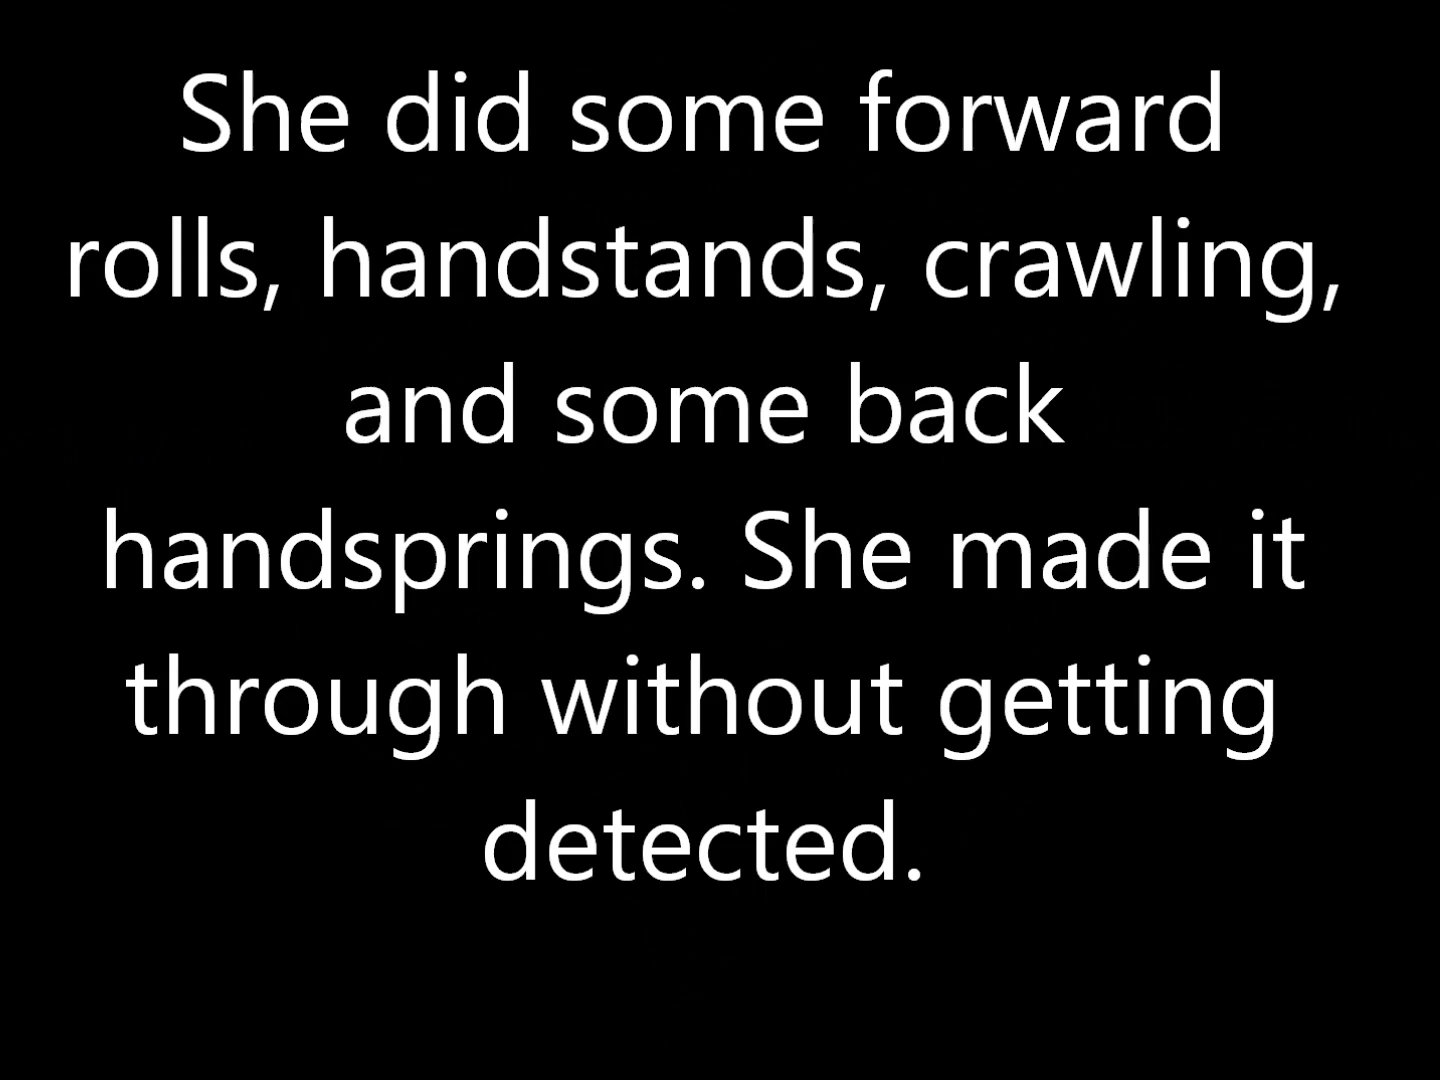 She did some forward
rolls, handstands, crawling,
and some back
handsprings. She made it
through without getting
detected.